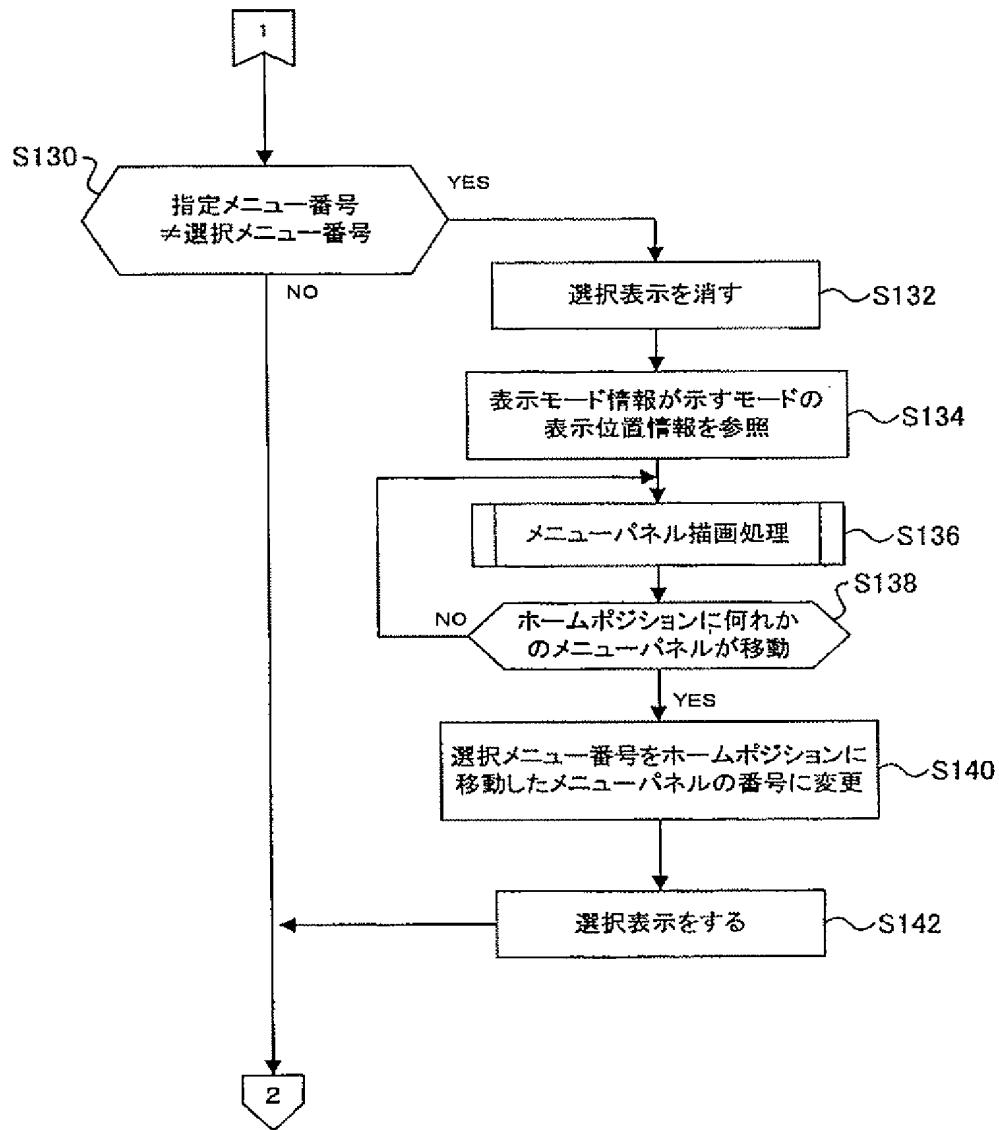 1
S130
指定メニュー番号
≠選択メニュー番号
YES
NO
選択表示を消す
S132
表示モード情報が示すモードの
表示位置情報を参照
S134
メニューパネル描画処理
S136
S138
NO
ホームポジションに何れか
のメニューパネルが移動
YES
選択メニュー番号をホームポジションに
移動したメニューパネルの番号に変更
S140
選択表示をする
S142
2